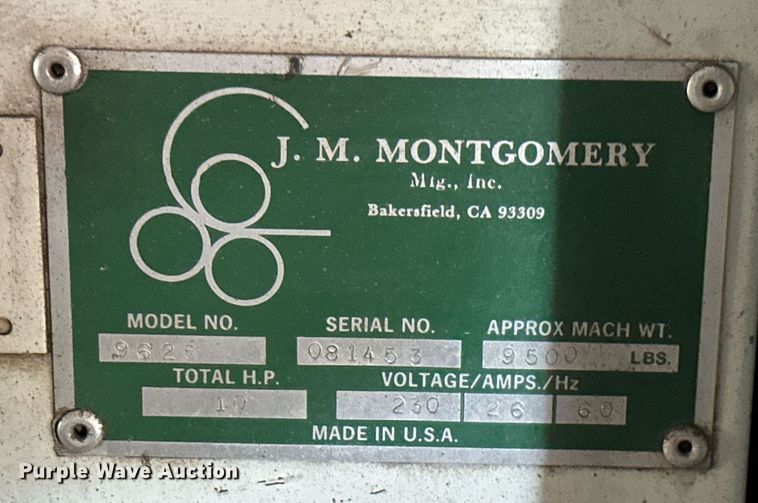 J. M. MONTGOMERY
Mfg., Inc.
Bakersfield, CA 93309
MODEL NO. SERIAL NO. APPROX MACH WT.
9625 081453 9500 LBS.
TOTAL H.P. VOLTAGE/AMPS./Hz
10 230 26 60
MADE IN U.S.A.
Purple Wave Auction